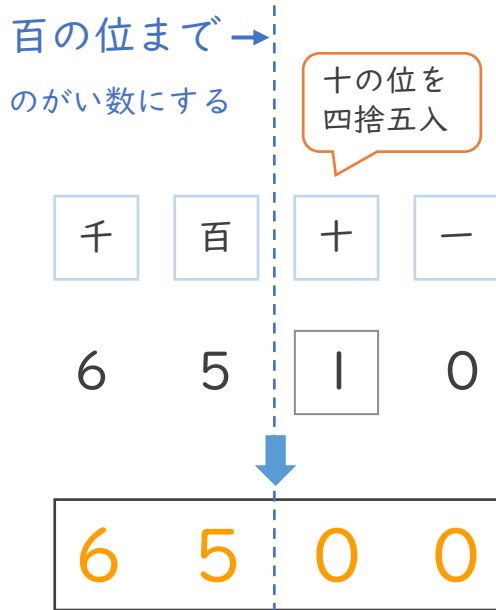 百の位まで
のがい数にする
十の位を
四捨五入
千 百 十 一
6 5 1 0
6 5 0 0